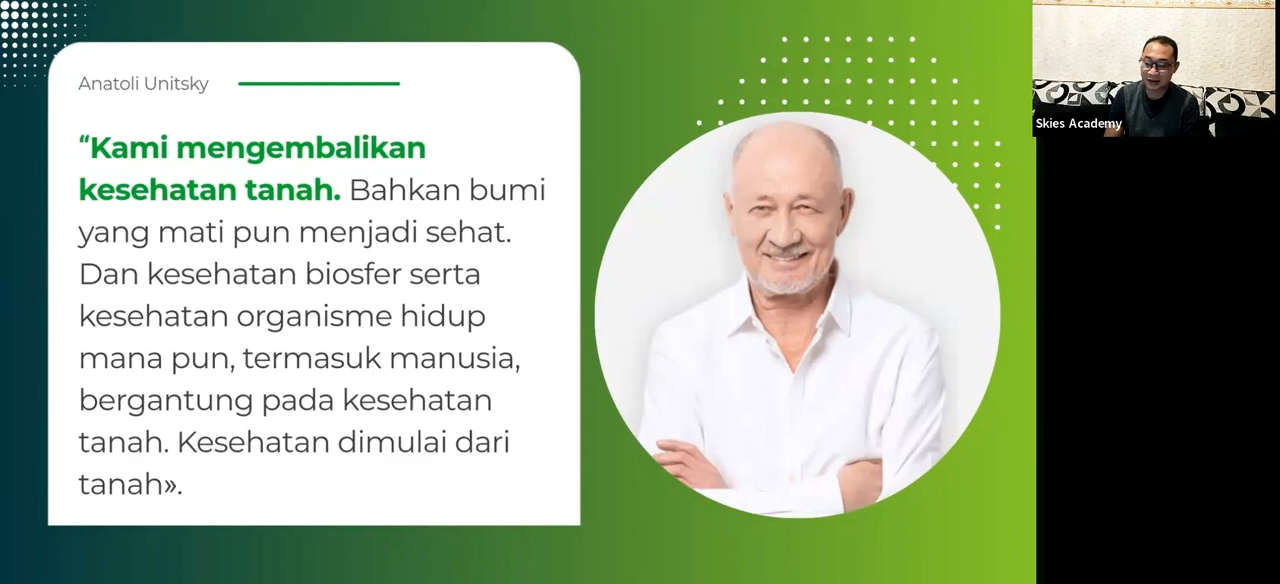 Anatoli Unitsky
“Kami mengembalikan
kesehatan tanah. Bahkan bumi
yang mati pun menjadi sehat.
Dan kesehatan biosfer serta
kesehatan organisme hidup
mana pun, termasuk manusia,
bergantung pada kesehatan
tanah. Kesehatan dimulai dari
tanah».
Skies Academy